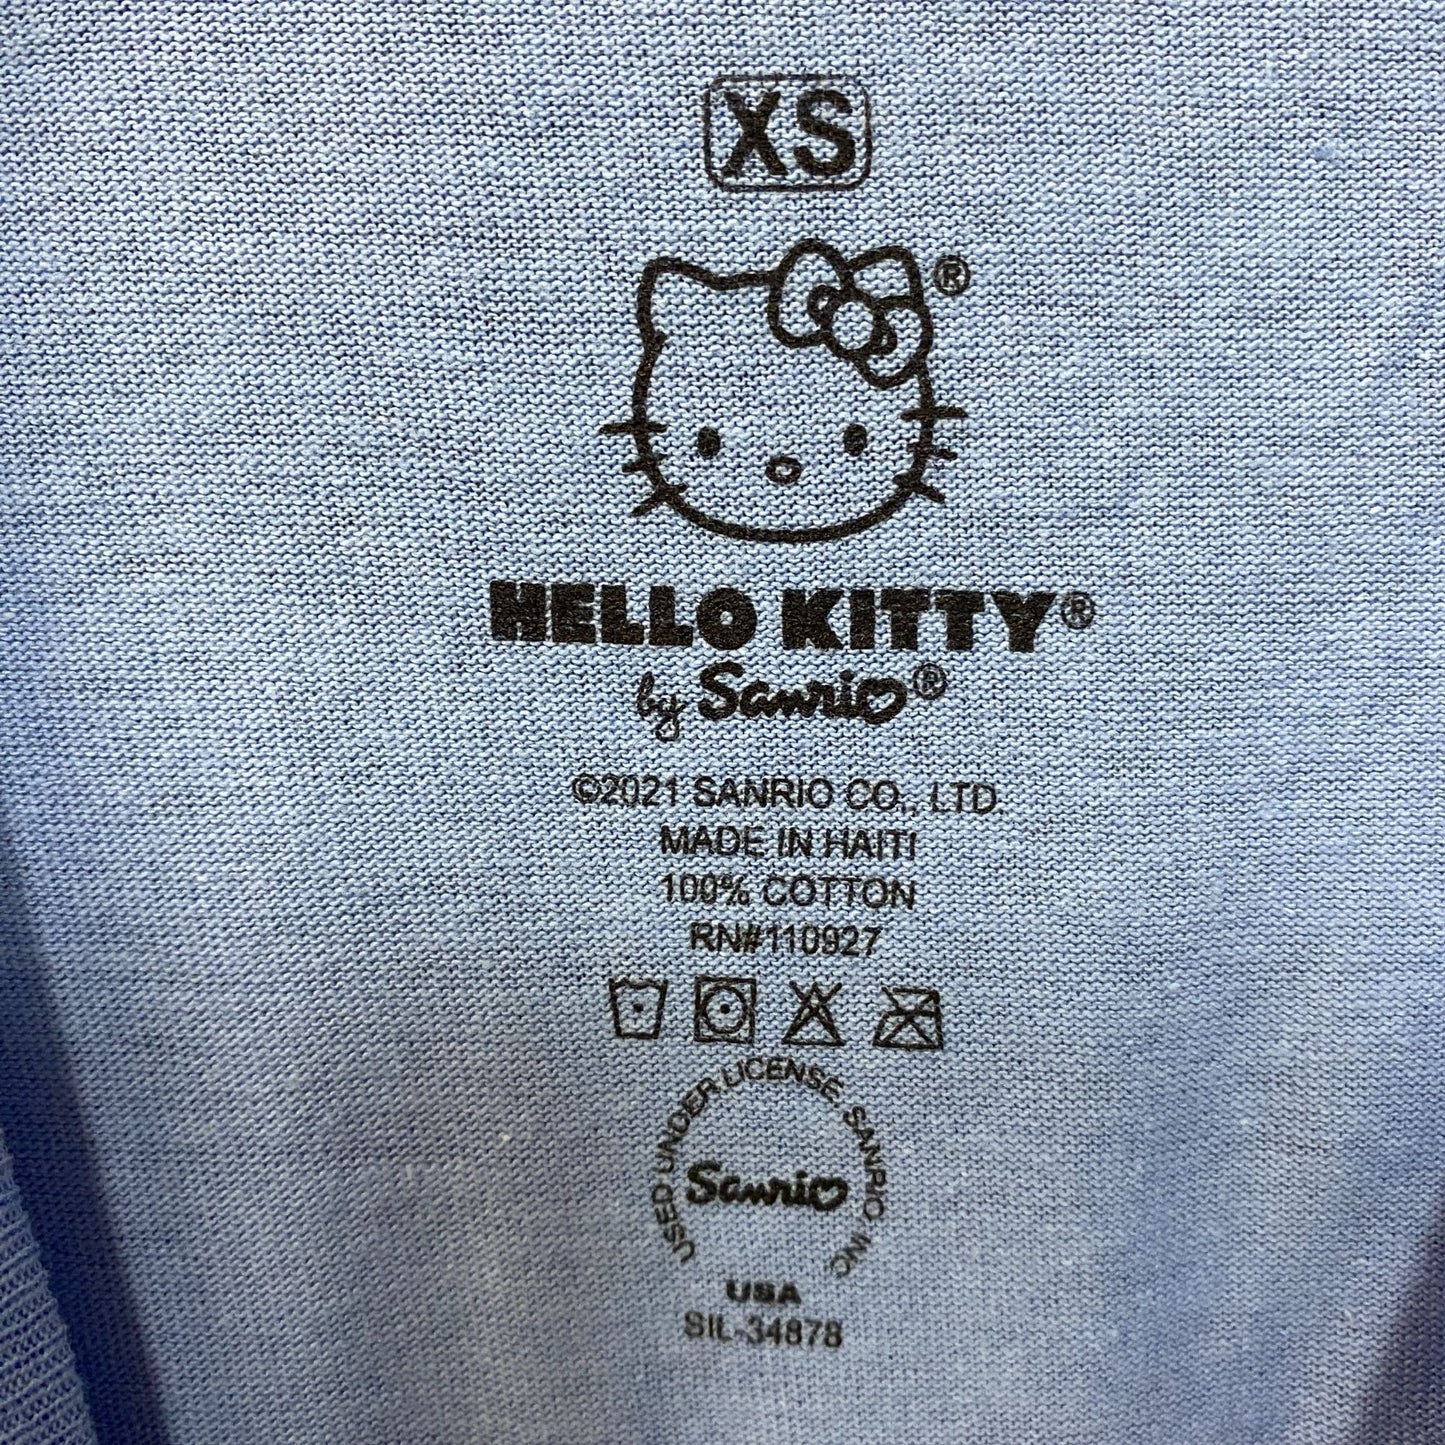 XS
®
HELLO KITTY®
by Sanrio®
©2021 SANRIO CO., LTD.
MADE IN HAITI
100% COTTON
RN#110927
USED UNDER LICENSE. SANRIO, INC.
Sanrio
USA
SIL-34878